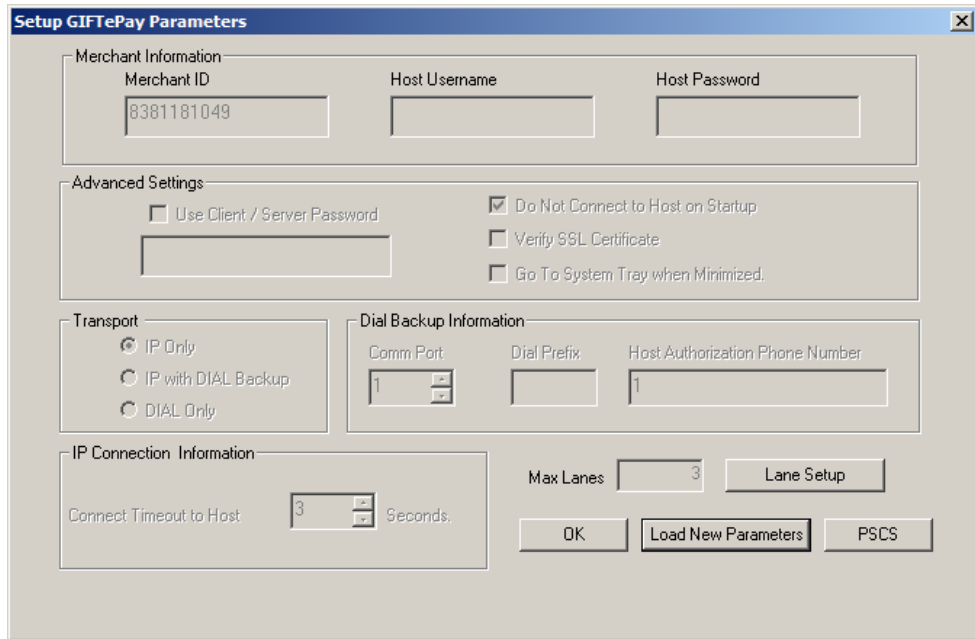 Setup GIFTePay Parameters
Merchant Information
Merchant ID Host Username Host Password
8381181049
Advanced Settings
Use Client / Server Password
Do Not Connect to Host on Startup
Verify SSL Certificate
Go To System Tray when Minimized.
Transport
IP Only
IP with DIAL Backup
DIAL Only
Dial Backup Information
Comm Port Dial Prefix Host Authorization Phone Number
1 1
IP Connection Information
Connect Timeout to Host 3 Seconds.
Max Lanes 3 Lane Setup
OK Load New Parameters PSCS